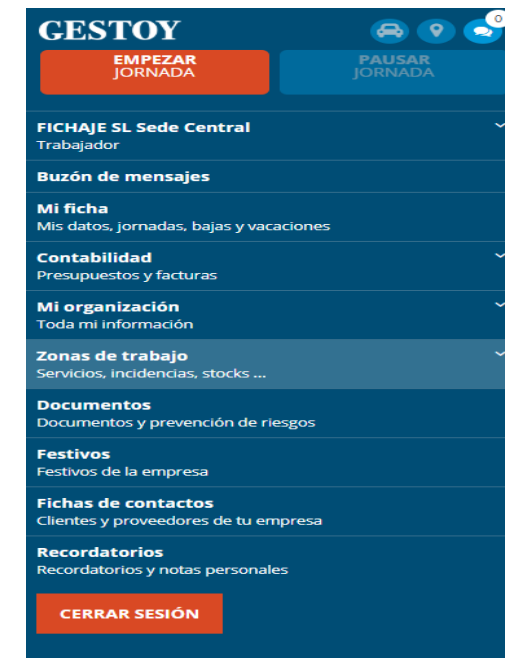 GESTOY
0
EMPEZAR
JORNADA
PAUSAR
JORNADA
FICHAJE SL Sede Central
Trabajador
Buzón de mensajes
Mi ficha
Mis datos, jornadas, bajas y vacaciones
Contabilidad
Presupuestos y facturas
Mi organización
Toda mi información
Zonas de trabajo
Servicios, incidencias, stocks ...
Documentos
Documentos y prevención de riesgos
Festivos
Festivos de la empresa
Fichas de contactos
Clientes y proveedores de tu empresa
Recordatorios
Recordatorios y notas personales
CERRAR SESIÓN